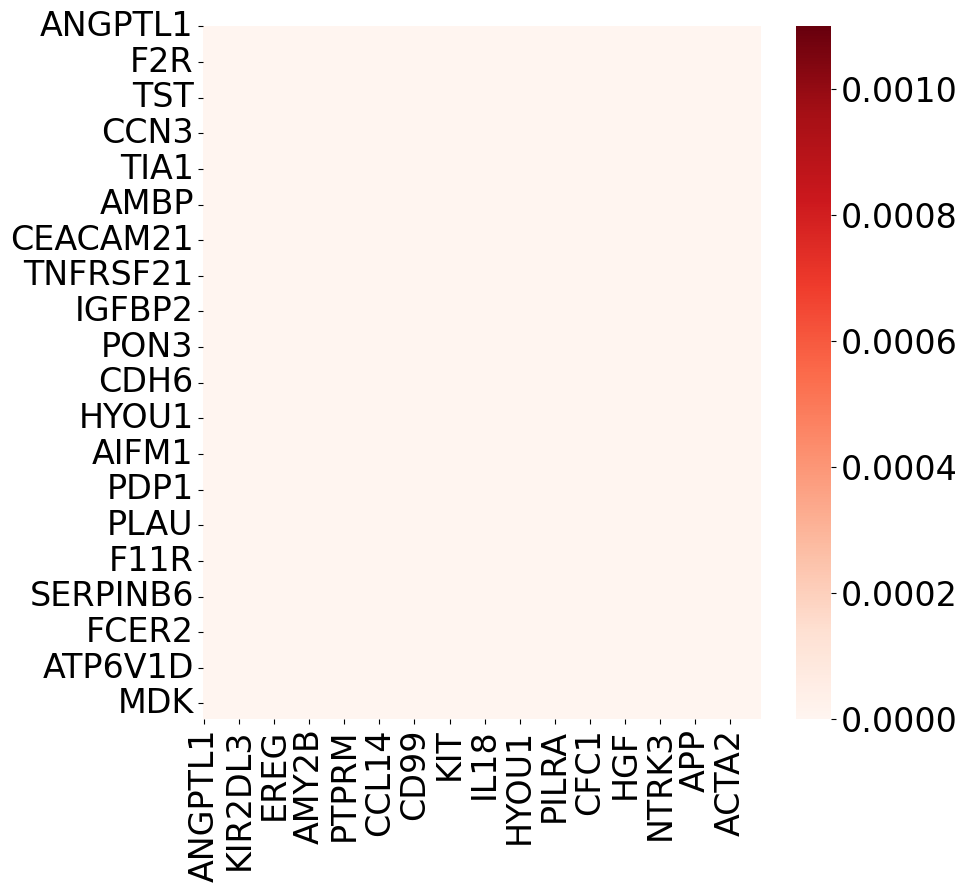 ANGPTL1
F2R
TST
CCN3
TIA1
AMBP
CEACAM21
TNFRSF21
IGFBP2
PON3
CDH6
HYOU1
AIFM1
PDP1
PLAU
F11R
SERPINB6
FCER2
ATP6V1D
MDK
ANGPTL1
KIR2DL3
EREG
AMY2B
PTPRM
CCL14
CD99
KIT
IL18
HYOU1
PILRA
CFC1
HGF
NTRK3
APP
ACTA2
0.0010
0.0008
0.0006
0.0004
0.0002
0.0000